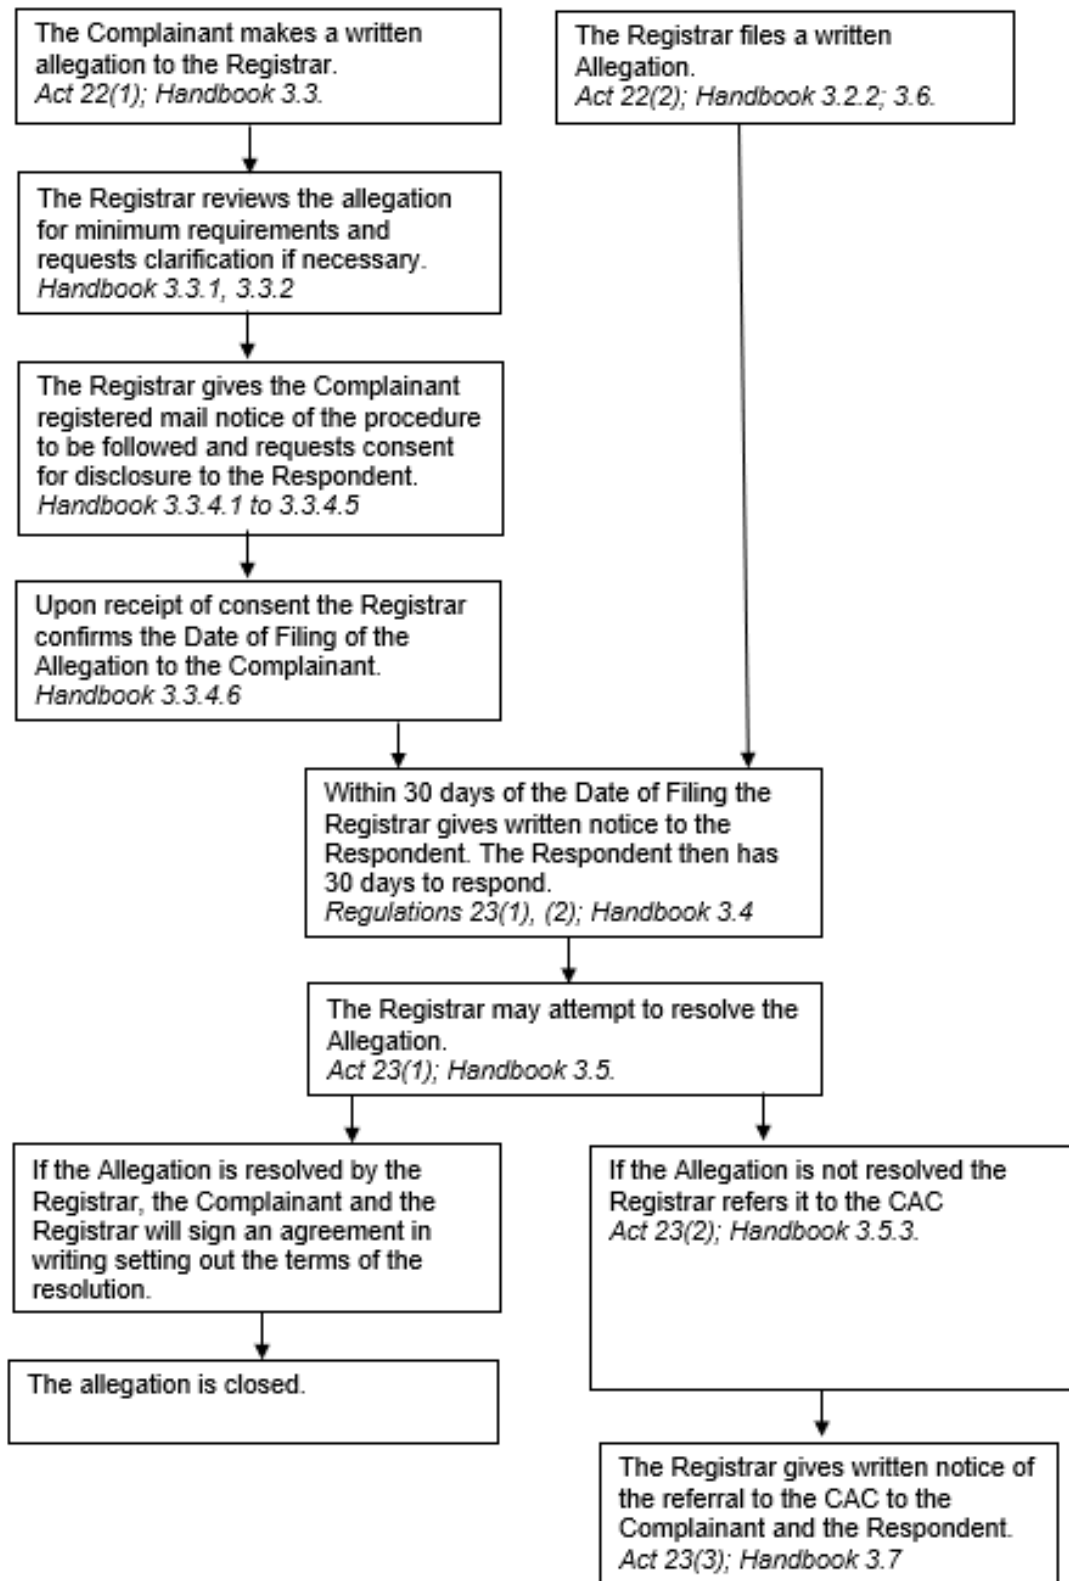 The Complainant makes a written
allegation to the Registrar.
Act 22(1); Handbook 3.3.
The Registrar files a written
Allegation.
Act 22(2); Handbook 3.2.2; 3.6.
The Registrar reviews the allegation
for minimum requirements and
requests clarification if necessary.
Handbook 3.3.1, 3.3.2
The Registrar gives the Complainant
registered mail notice of the procedure
to be followed and requests consent
for disclosure to the Respondent.
Handbook 3.3.4.1 to 3.3.4.5
Upon receipt of consent the Registrar
confirms the Date of Filing of the
Allegation to the Complainant.
Handbook 3.3.4.6
Within 30 days of the Date of Filing the
Registrar gives written notice to the
Respondent. The Respondent then has
30 days to respond.
Regulations 23(1), (2); Handbook 3.4
The Registrar may attempt to resolve the
Allegation.
Act 23(1); Handbook 3.5.
If the Allegation is resolved by the
Registrar, the Complainant and the
Registrar will sign an agreement in
writing setting out the terms of the
resolution.
If the Allegation is not resolved the
Registrar refers it to the CAC
Act 23(2); Handbook 3.5.3.
The allegation is closed.
The Registrar gives written notice of
the referral to the CAC to the
Complainant and the Respondent.
Act 23(3); Handbook 3.7